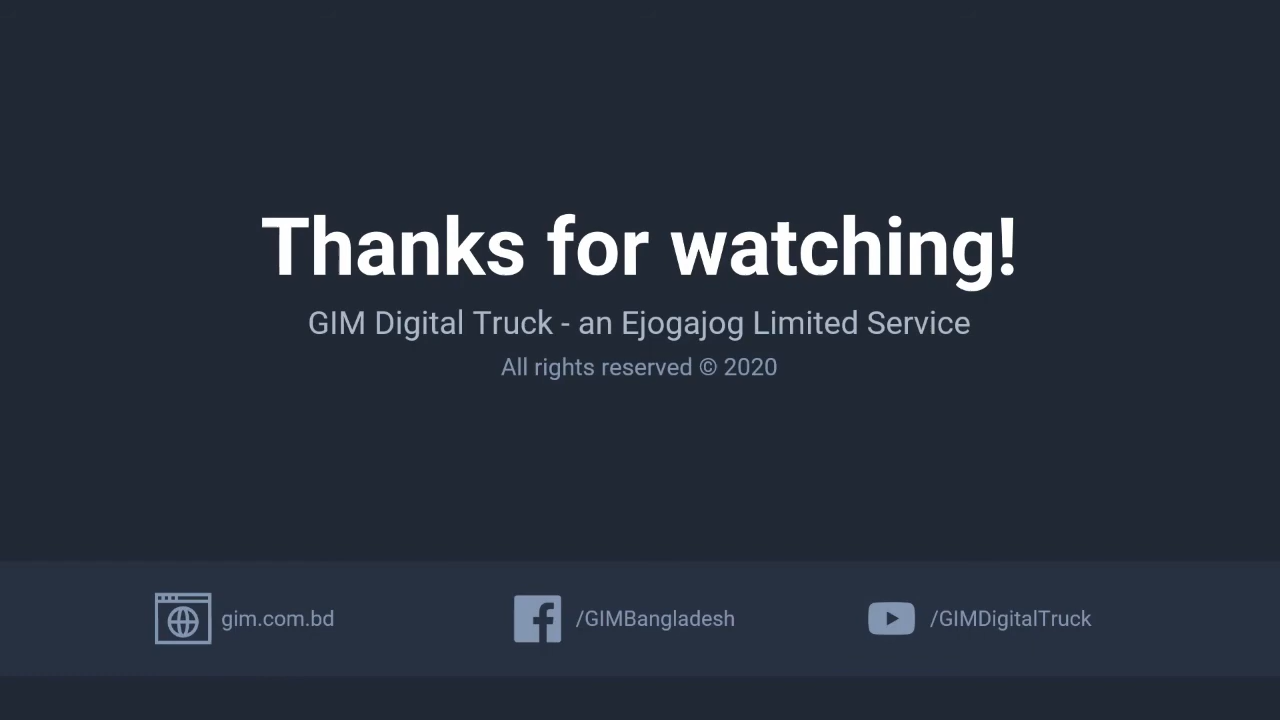 Thanks for watching!
GIM Digital Truck - an Ejogajog Limited Service
All rights reserved © 2020
gim.com.bd
/GIMBangladesh
/GIMDigitalTruck